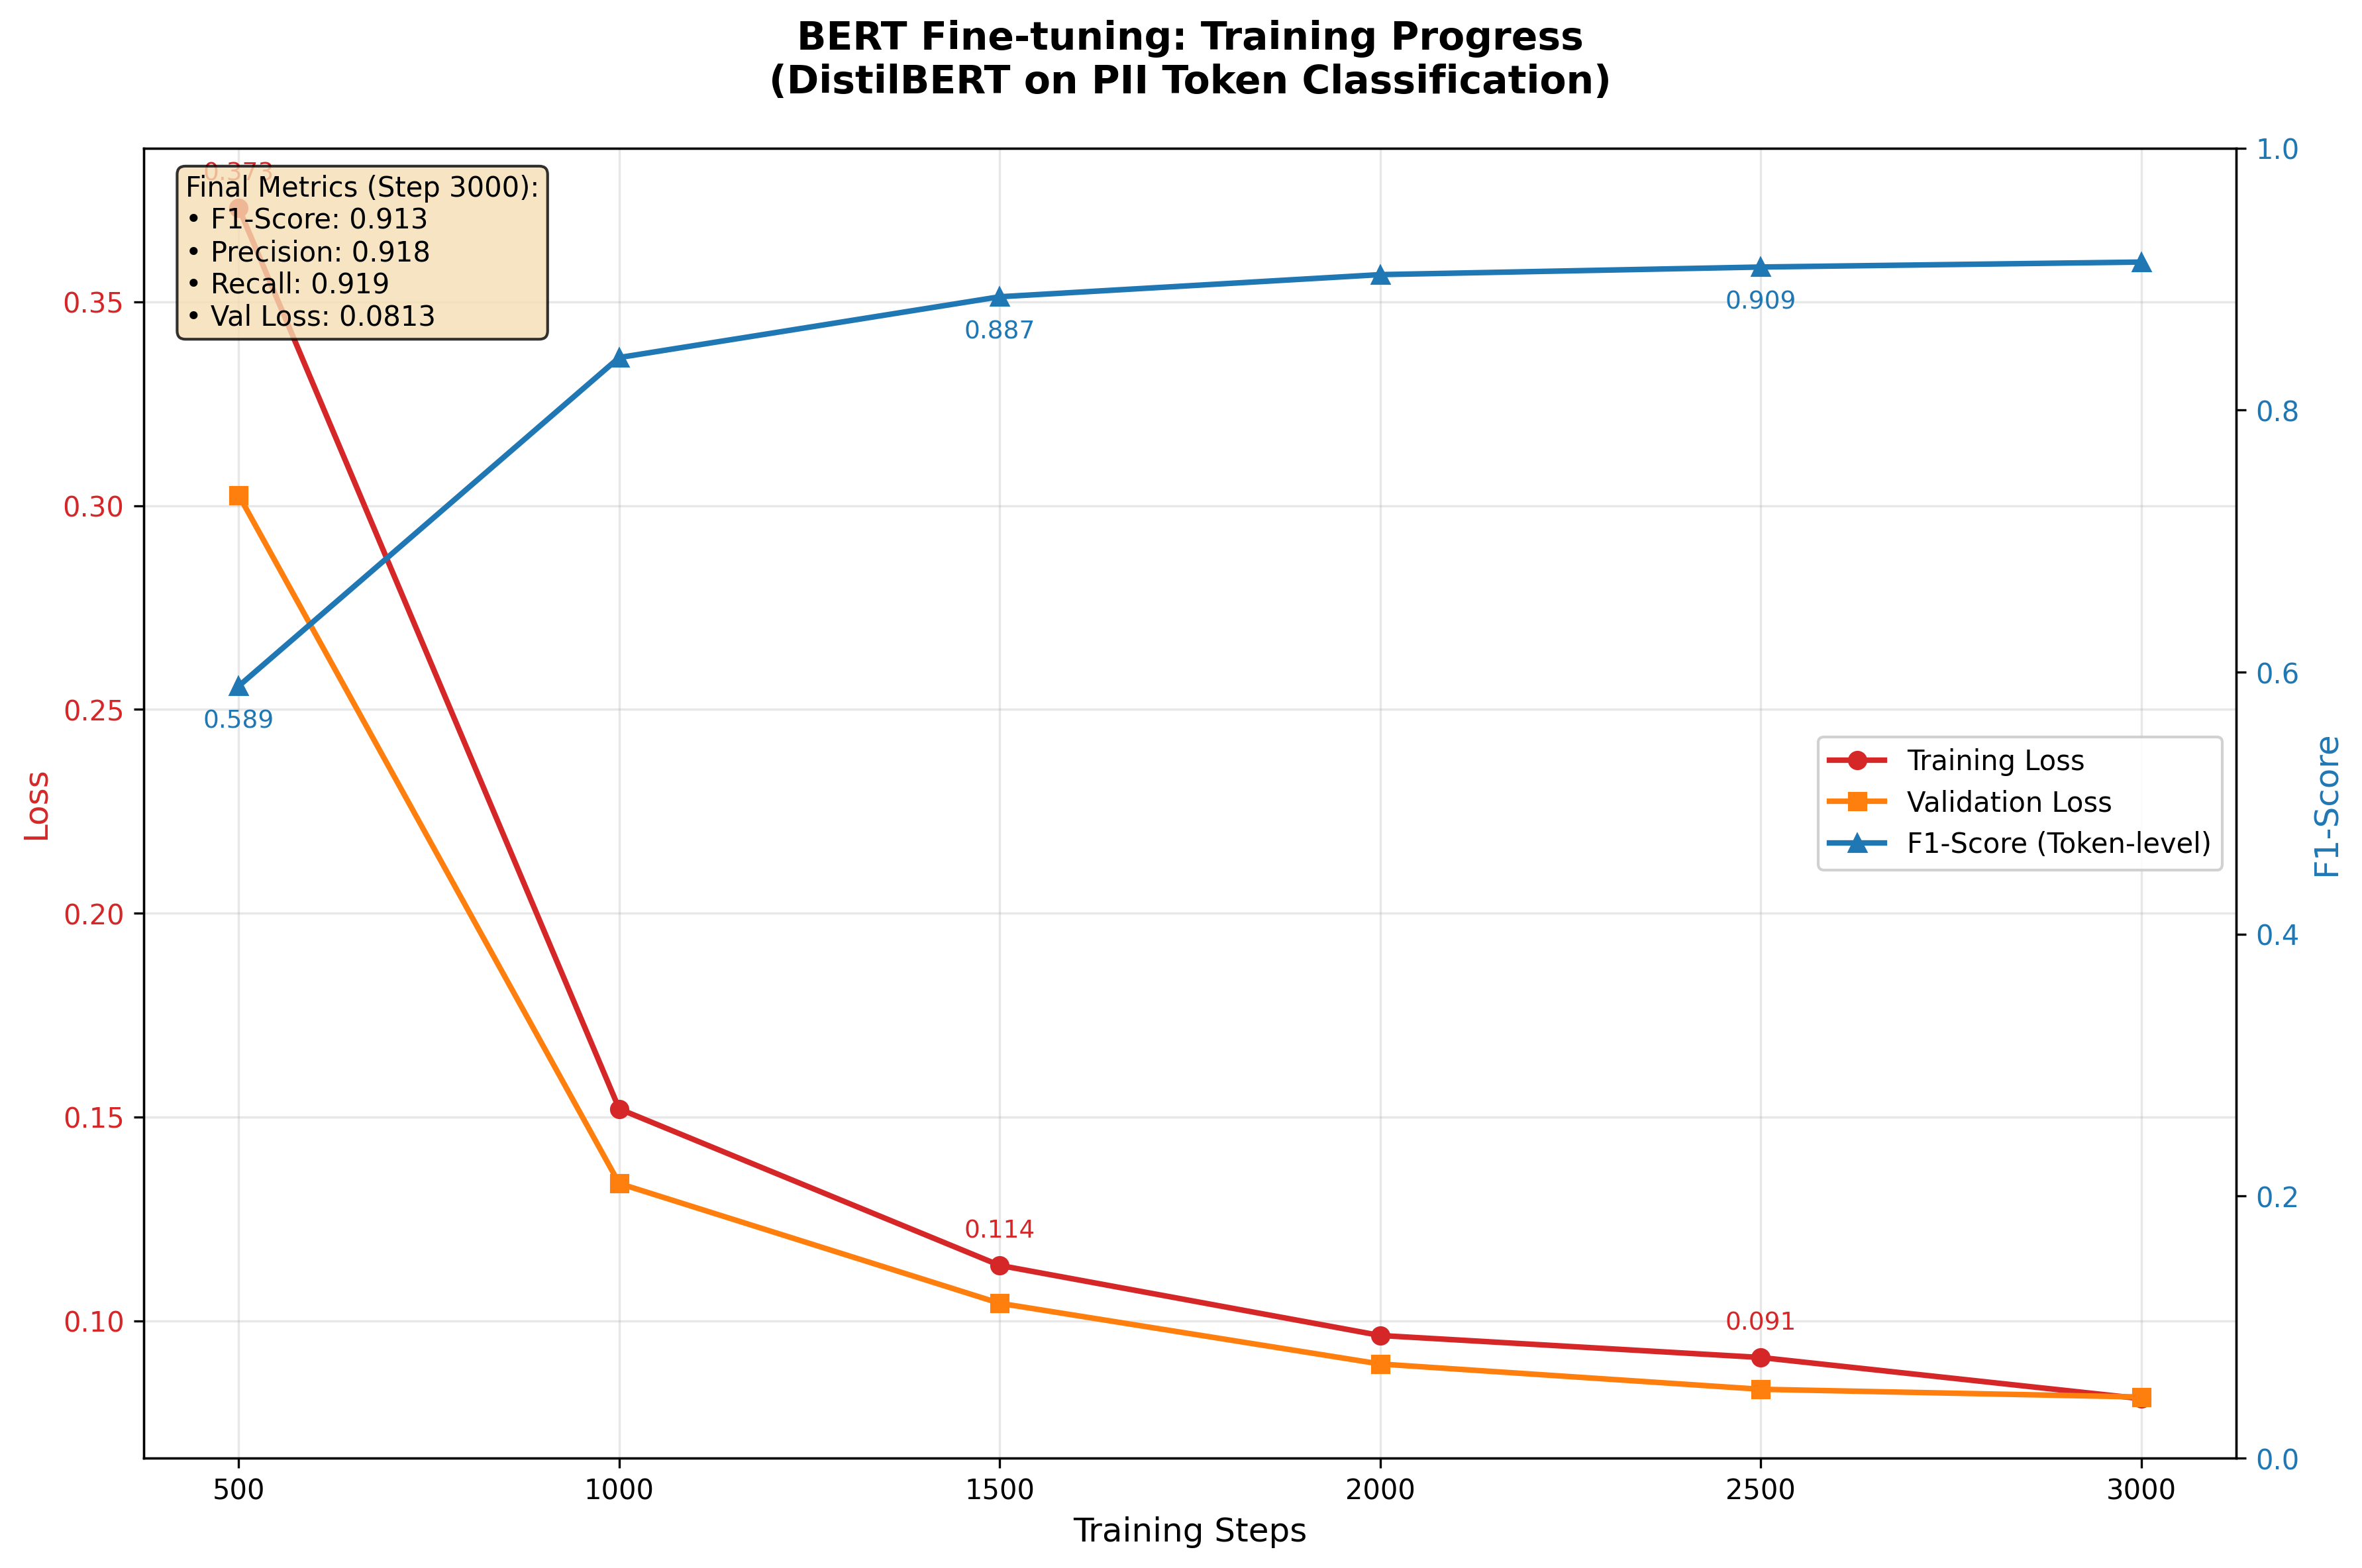 BERT Fine-tuning: Training Progress
(DistilBERT on PII Token Classification)
0.373
Final Metrics (Step 3000):
• F1-Score: 0.913
• Precision: 0.918
• Recall: 0.919
• Val Loss: 0.0813
0.35
0.30
0.25
0.20
0.15
0.10
Loss
0.589
0.887
0.909
0.114
0.091
Training Loss
Validation Loss
F1-Score (Token-level)
1.0
0.8
0.6
0.4
0.2
0.0
F1-Score
500 1000 1500 2000 2500 3000
Training Steps